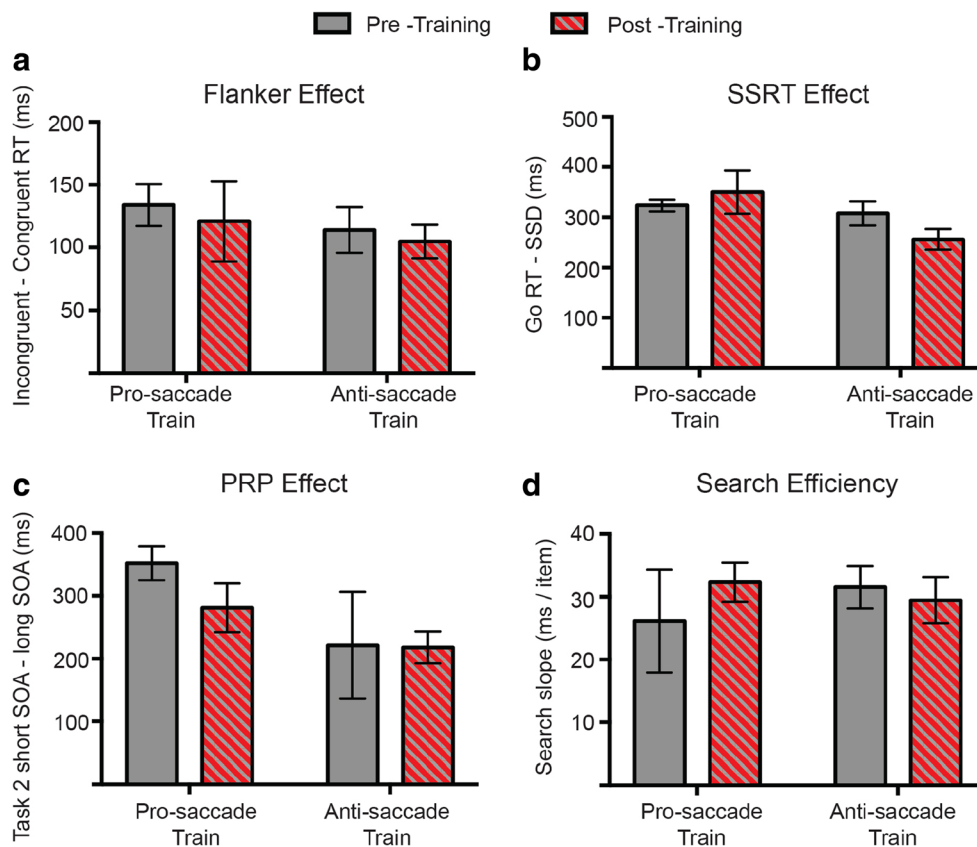 Pre -Training
Post -Training
a
Flanker Effect
Incongruent - Congruent RT (ms)
200
150
100
50
Pro-saccade
Train
Anti-saccade
Train
b
SSRT Effect
Go RT - SSD (ms)
500
400
300
200
100
Pro-saccade
Train
Anti-saccade
Train
c
PRP Effect
Task 2 short SOA - long SOA (ms)
400
300
200
100
Pro-saccade
Train
Anti-saccade
Train
d
Search Efficiency
Search slope (ms / item)
40
30
20
10
Pro-saccade
Train
Anti-saccade
Train